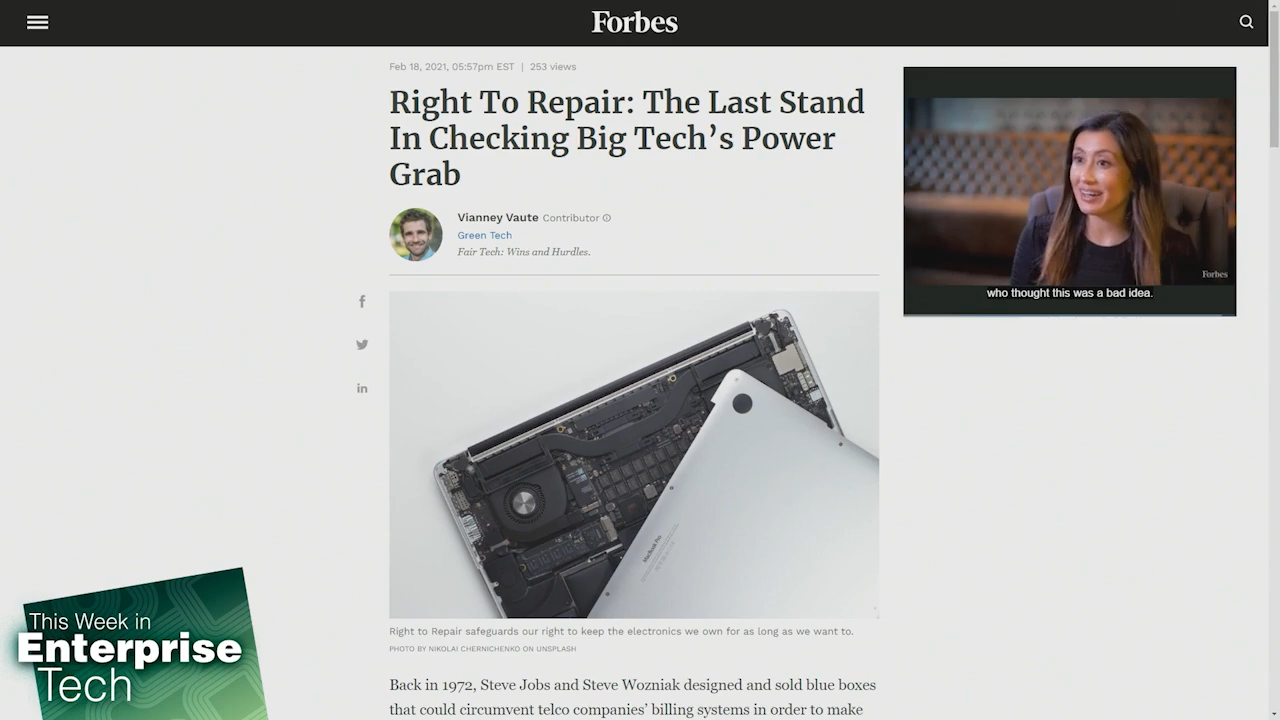 Forbes
Feb 18, 2021, 05:57pm EST | 253 views
Right To Repair: The Last Stand
In Checking Big Tech's Power
Grab
Vianney Vaute Contributor
Green Tech
Fair Tech: Wins and Hurdles.
Forbes
who thought this was a bad idea.
MacBook Pro
Right to Repair safeguards our right to keep the electronics we own for as long as we want to.
PHOTO BY NIKOLAI CHERNICHENKO ON UNSPLASH
Back in 1972, Steve Jobs and Steve Wozniak designed and sold blue boxes
that could circumvent telco companies' billing systems in order to make
This Week in
Enterprise
Tech